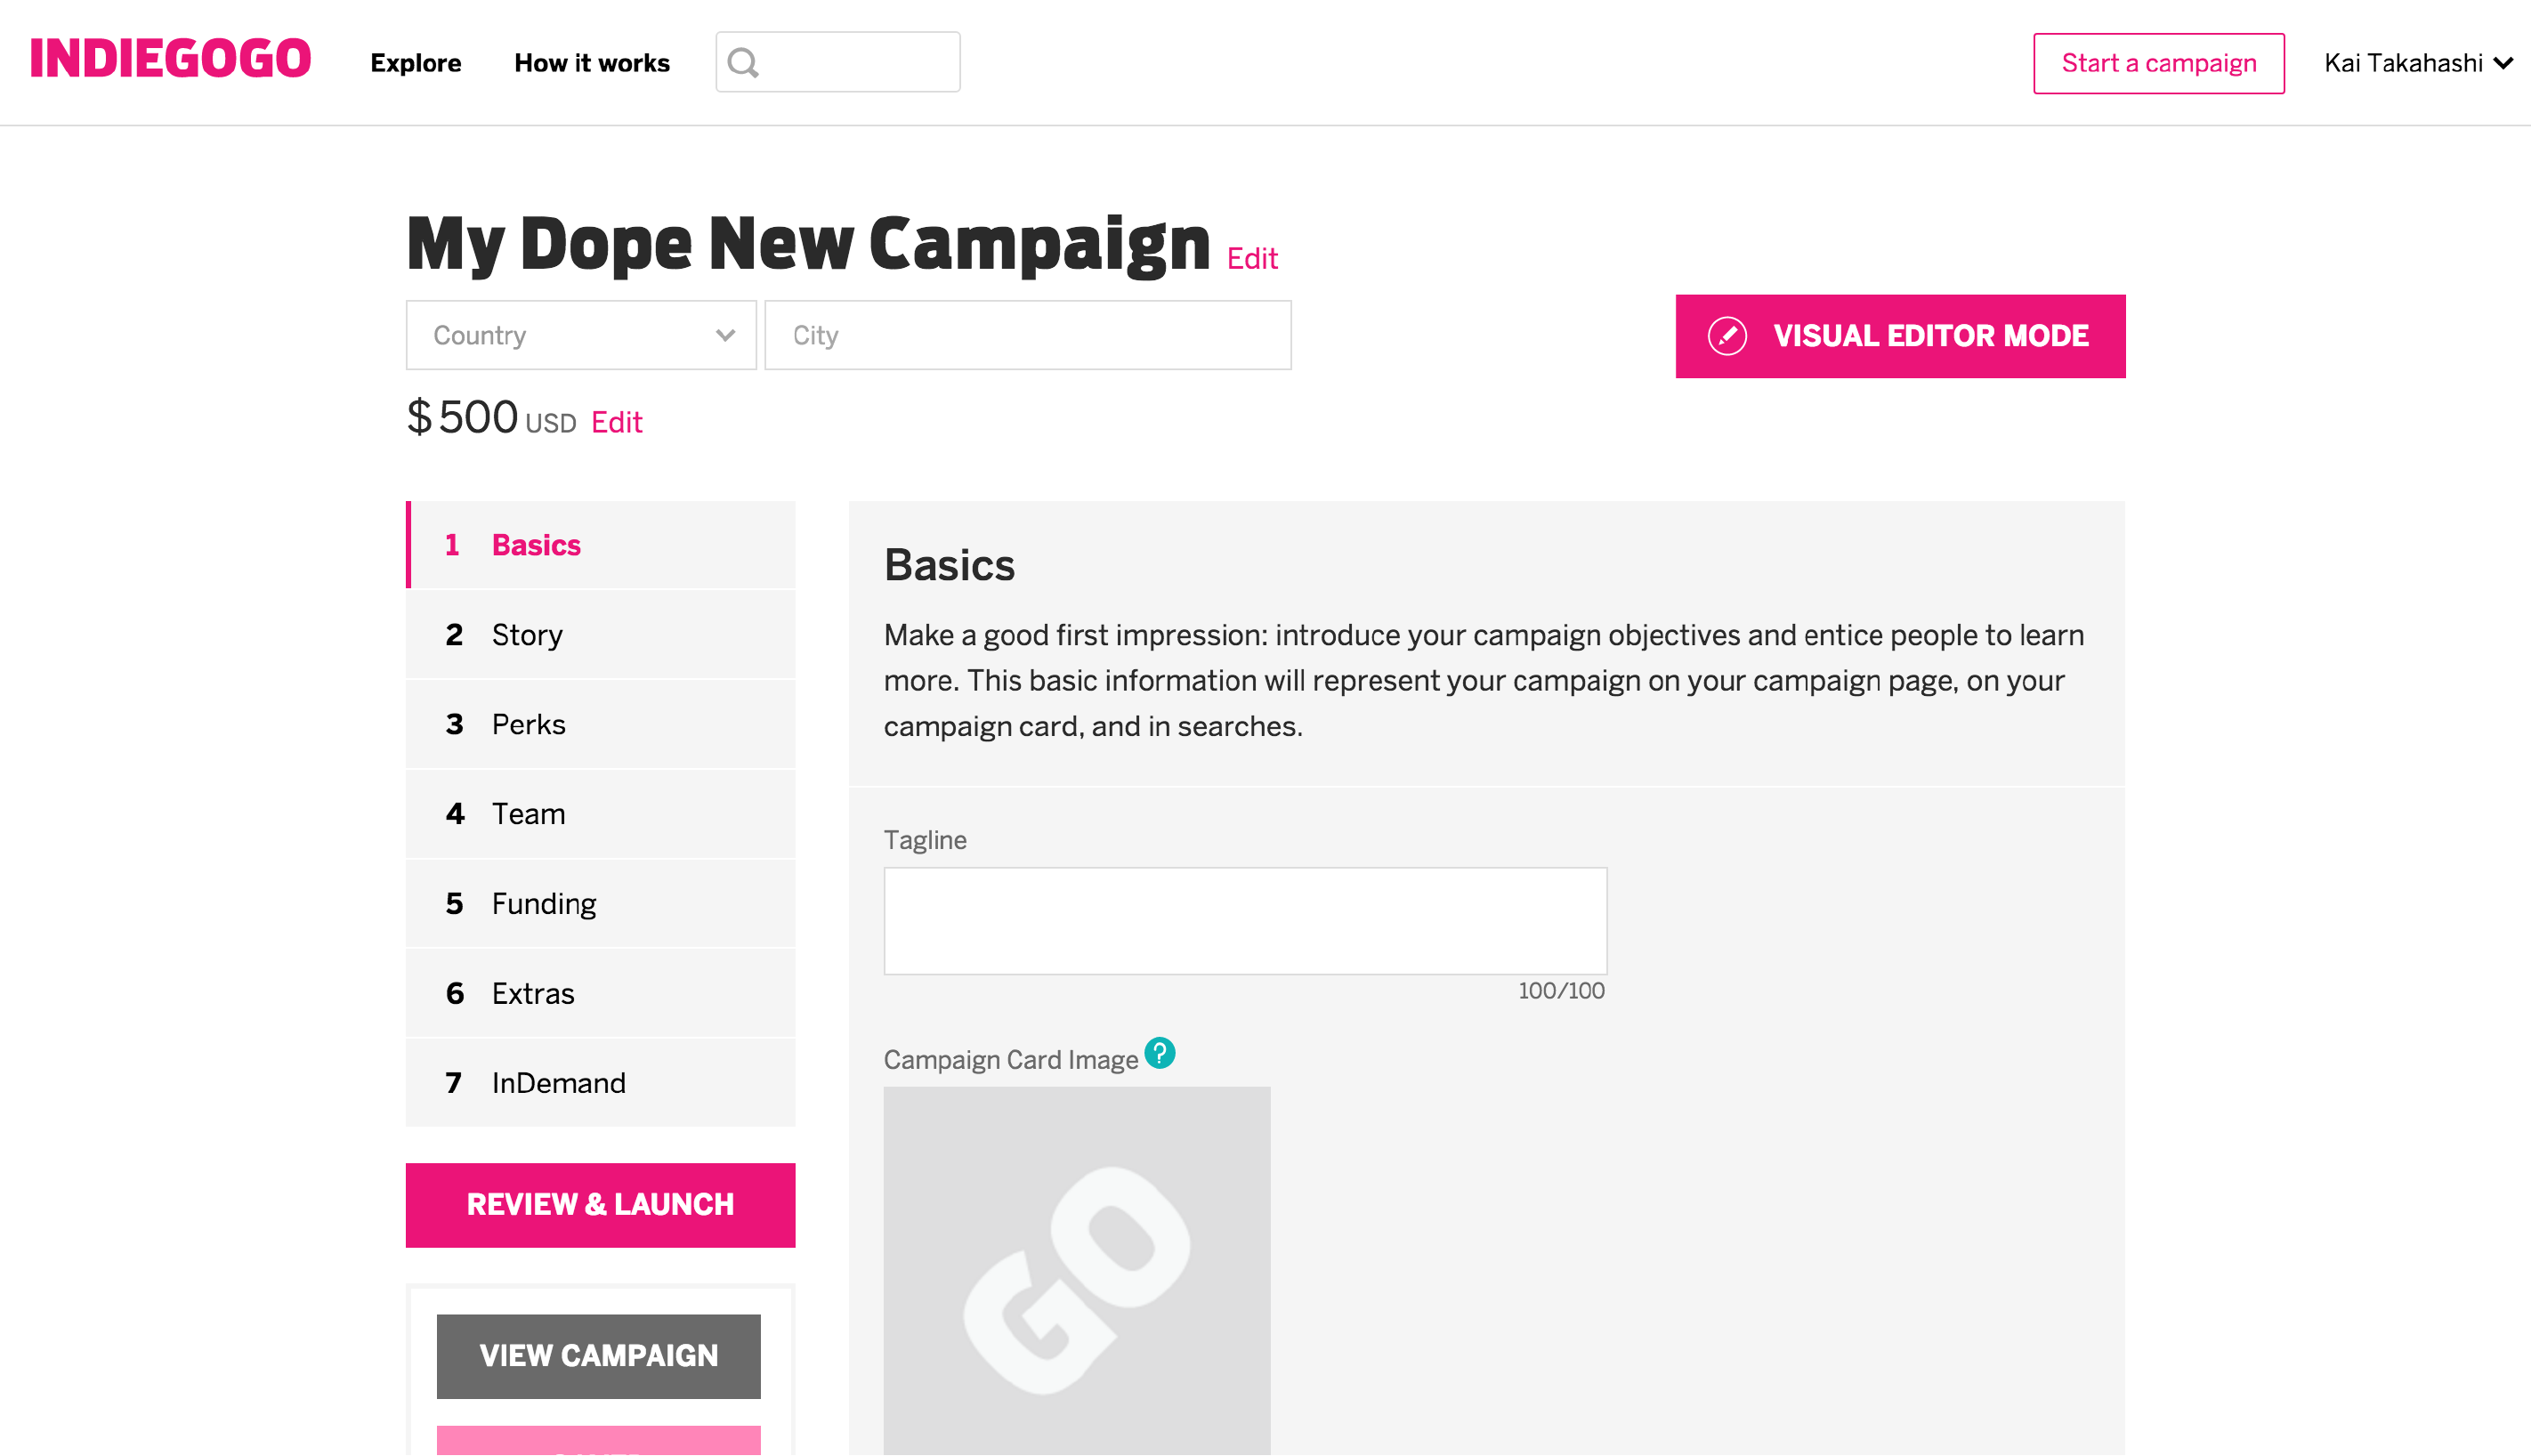 INDIEGOGO
Explore
How it works
Start a campaign
Kai Takahashi
My Dope New Campaign Edit
Country
City
VISUAL EDITOR MODE
$500 USD Edit
1 Basics
2 Story
3 Perks
4 Team
5 Funding
6 Extras
7 InDemand
REVIEW & LAUNCH
VIEW CAMPAIGN
Basics
Make a good first impression: introduce your campaign objectives and entice people to learn
more. This basic information will represent your campaign on your campaign page, on your
campaign card, and in searches.
Tagline
100/100
Campaign Card Image ?
GO